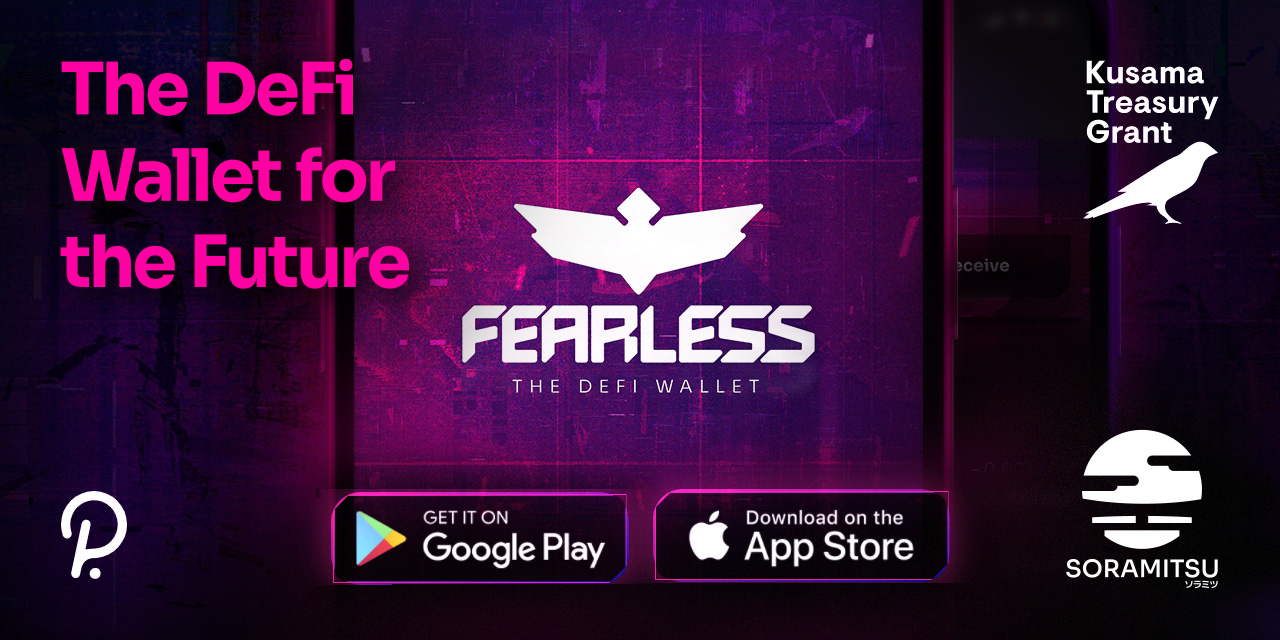 The DeFi
Wallet for
the Future
Kusama
Treasury
Grant
FEARLESS
THE DEFI WALLET
GET IT ON
Google Play
Download on the
App Store
SORAMITSU
ソラミツ